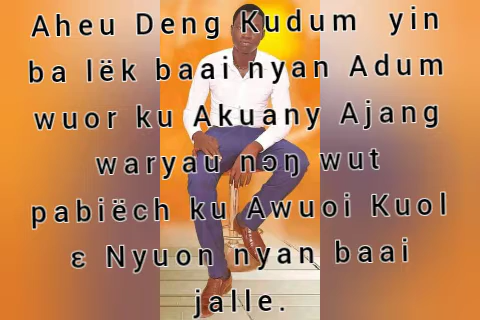 Aheu Deng Kudum yin
ba lëk baai nyan Adum
wuor ku Akuany Ajang
waryau nɔŋ wut
pabiëch ku Awuoi Kuol
ɛ Nyuon nyan baai
jalle.